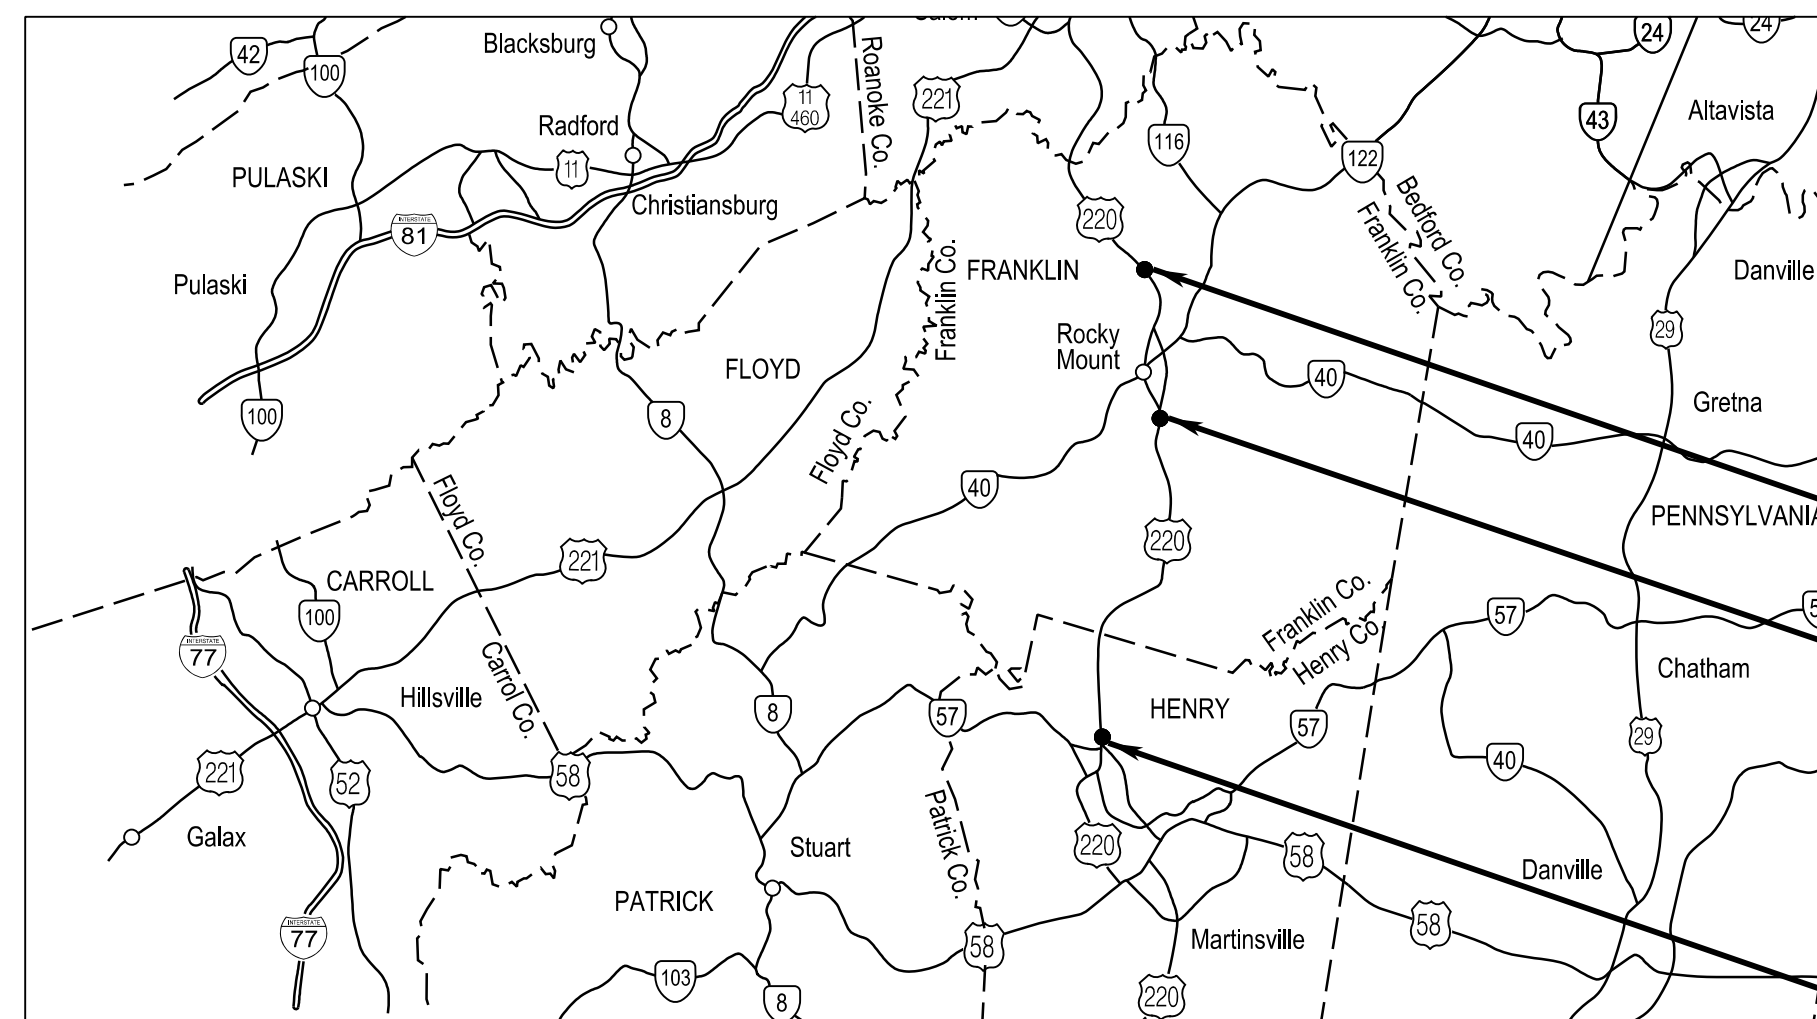 Salem
24
24
42
Blacksburg
100
Roanoke Co.
221
11
460
43
Altavista
Radford
116
122
11
PULASKI
Christiansburg
Bedford Co.
Franklin Co.
220
INTERSTATE
81
FRANKLIN
Danville
Pulaski
Franklin Co.
Rocky
Mount
29
FLOYD
40
Gretna
100
8
Floyd Co.
40
40
Floyd Co.
PENNSYLVANIA
220
221
CARROLL
100
Franklin Co.
Henry Co.
57
INTERSTATE
77
Carrol Co.
Hillsville
Chatham
8
57
HENRY
57
29
221
52
58
40
Patrick Co.
Galax
Stuart
220
58
Danville
PATRICK
58
INTERSTATE
77
58
Martinsville
103
8
220